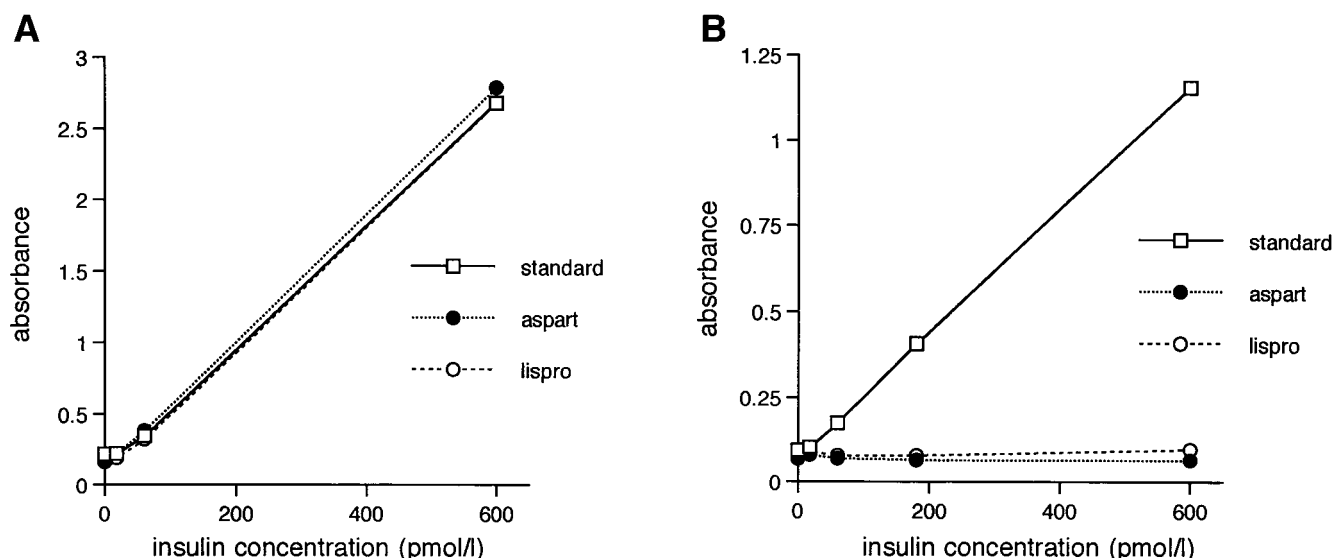 A
3
2.5
2
1.5
1
0.5
0
0 200 400 600
absorbance
insulin concentration (pmol/l)
standard
aspart
lispro
B
1.25
1
0.75
0.5
0.25
0
0 200 400 600
absorbance
insulin concentration (pmol/l)
standard
aspart
lispro